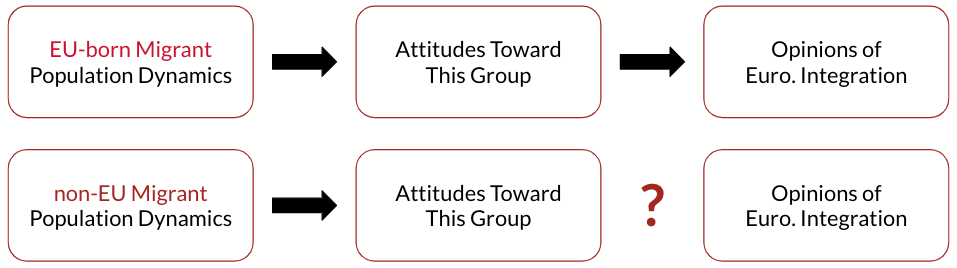 EU-born Migrant
Population Dynamics
Attitudes Toward
This Group
Opinions of
Euro. Integration
non-EU Migrant
Population Dynamics
Attitudes Toward
This Group
?
Opinions of
Euro. Integration